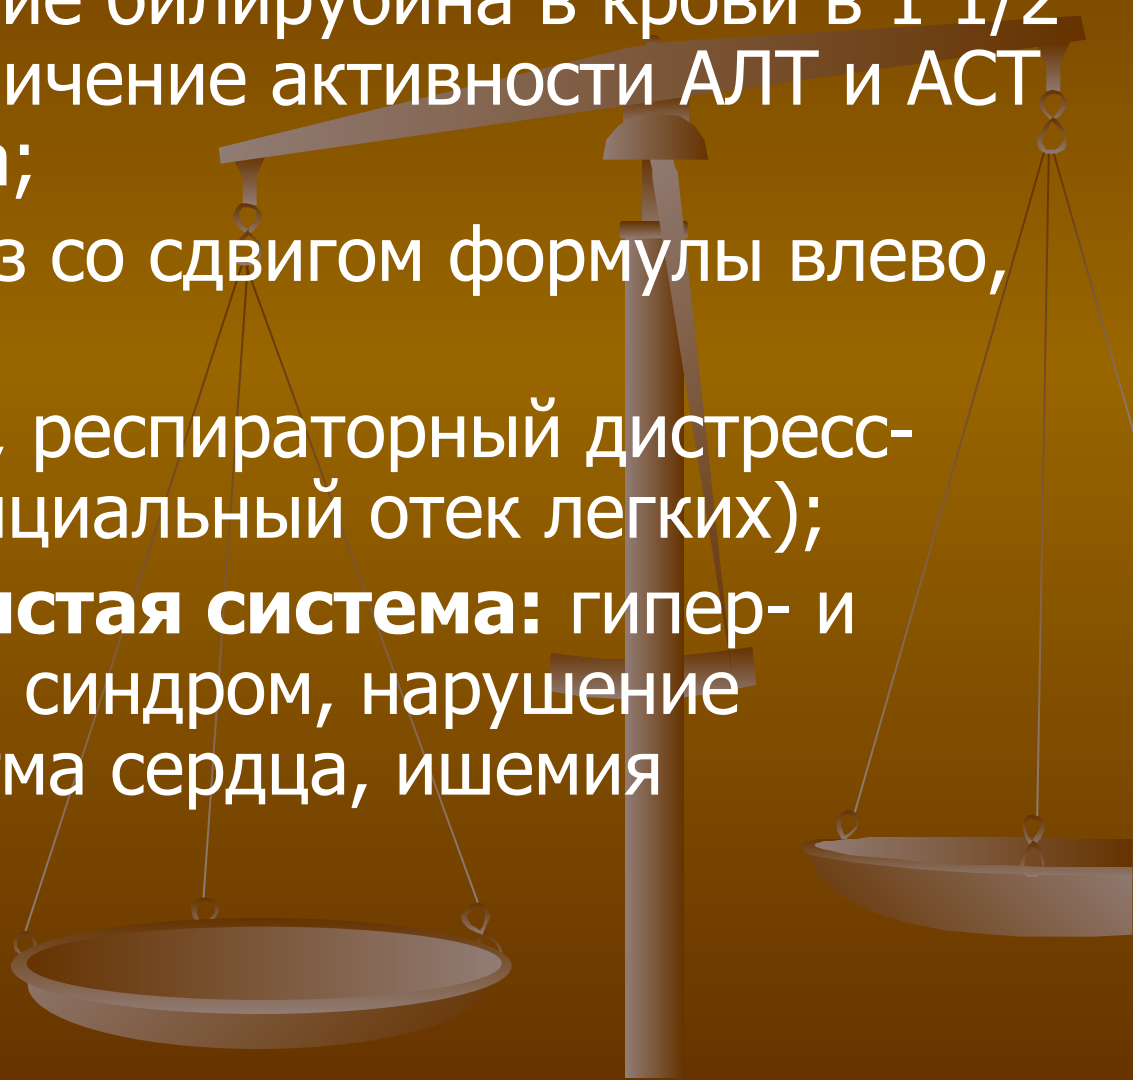 ие билирубина в крови в 1 1/2
ичение активности АЛТ и АСТ
а;
з со сдвигом формулы влево,
, респираторный дистресс-
циальный отек легких);
истая система: гипер- и
синдром, нарушение
тма сердца, ишемия